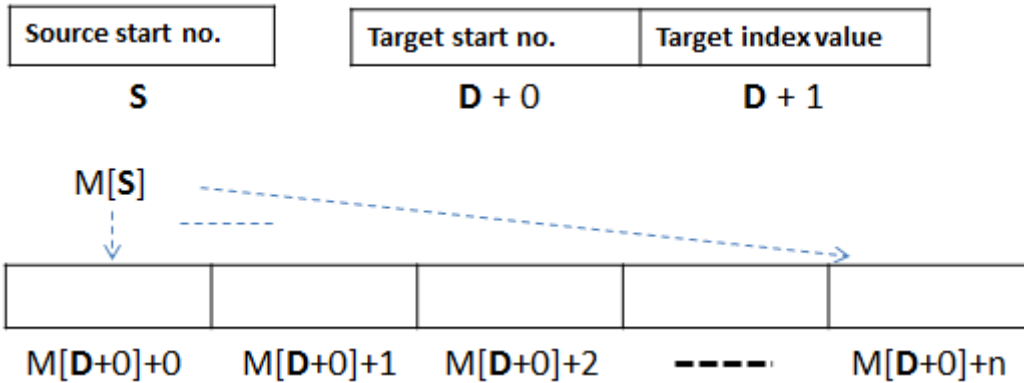 Source start no. Target start no. Target index value
S D + 0 D + 1
M[S]
M[D+0]+0 M[D+0]+1 M[D+0]+2 ----- M[D+0]+n